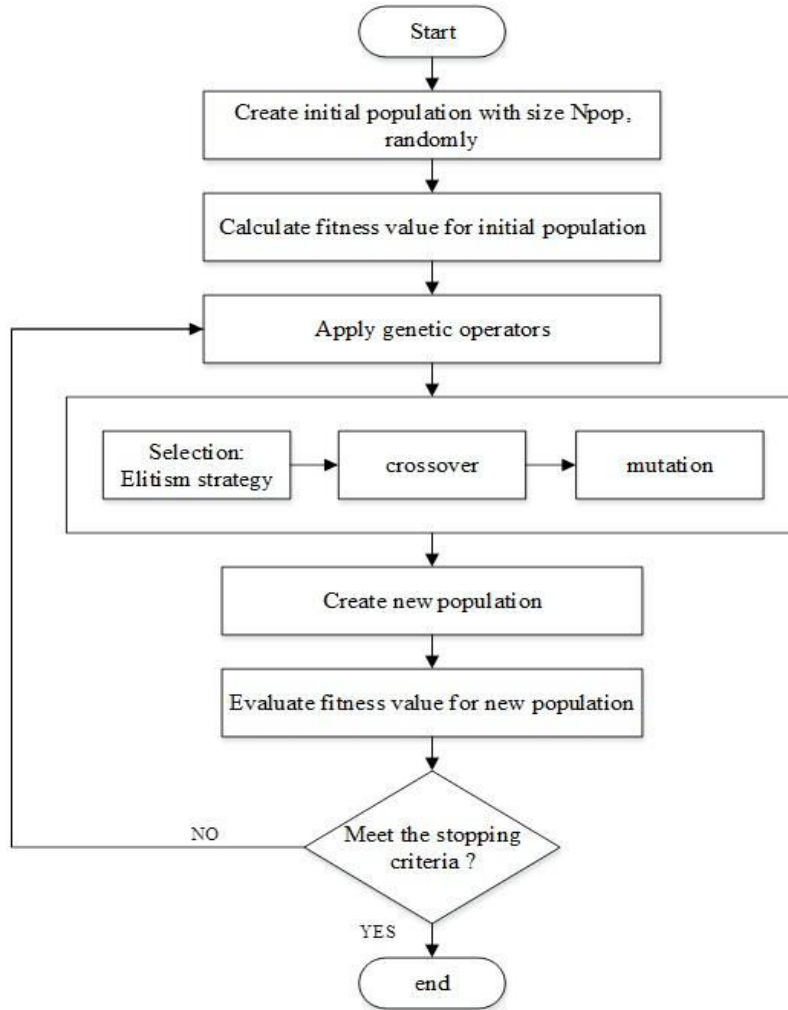 Start
Create initial population with size Npop,
randomly
Calculate fitness value for initial population
Apply genetic operators
Selection:
Elitism strategy
crossover
mutation
Create new population
Evaluate fitness value for new population
Meet the stopping
criteria ?
NO
YES
end